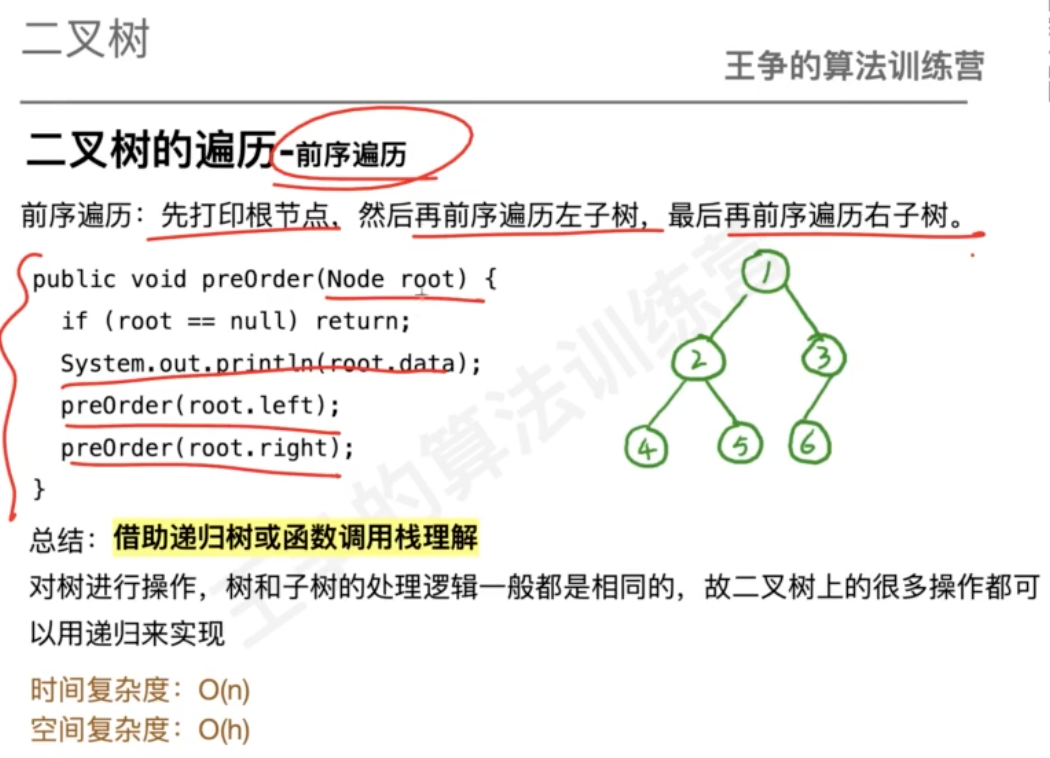 二叉树
王争的算法训练营
二叉树的遍历-前序遍历
前序遍历：先打印根节点，然后再前序遍历左子树，最后再前序遍历右子树。
public void preOrder(Node root) {
if (root == null) return;
System.out.println(root.data);
preOrder(root.left);
preOrder(root.right);
}
1
2 3
4 5 6
总结：借助递归树或函数调用栈理解
对树进行操作，树和子树的处理逻辑一般都是相同的，故二叉树上的很多操作都可
以用递归来实现
时间复杂度：O(n)
空间复杂度：O(h)
王争的算法训练营